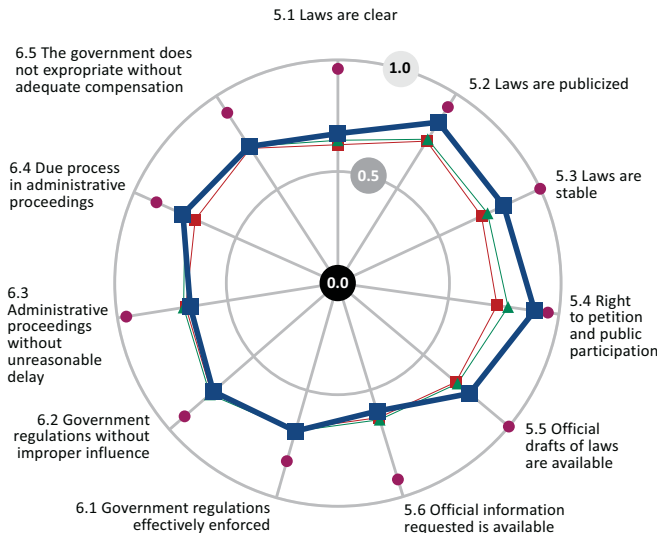 5.1 Laws are clear
6.5 The government does
not expropriate without
adequate compensation
1.0
5.2 Laws are publicized
6.4 Due process
in administrative
proceedings
0.5
5.3 Laws are
stable
0.0
6.3
Administrative
proceedings
without
unreasonable
delay
5.4 Right
to petition
and public
participation
6.2 Government
regulations without
improper influence
5.5 Official
drafts of laws
are available
6.1 Government regulations
effectively enforced
5.6 Official information
requested is available